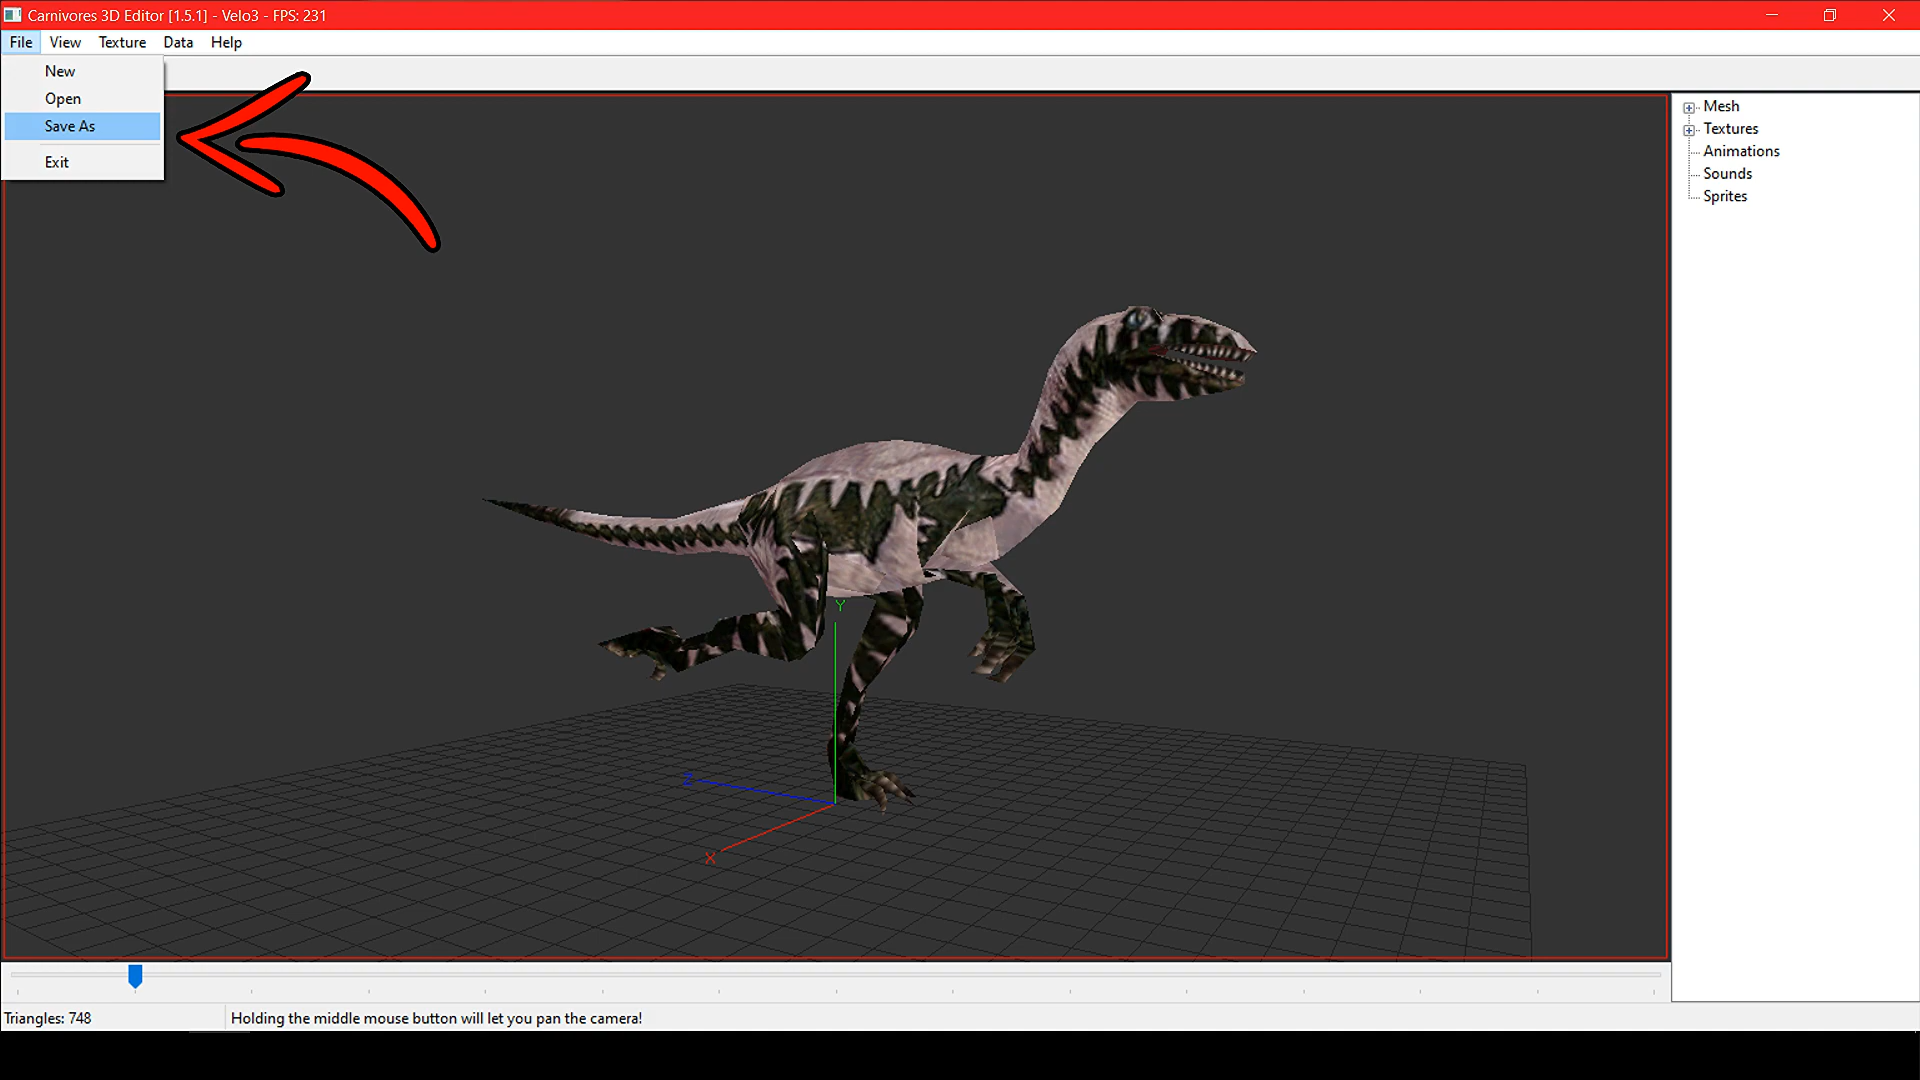 Carnivores 3D Editor [1.5.1] - Velo3 - FPS: 231
File View Texture Data Help
New
Open
Save As
Exit
Mesh
Textures
Animations
Sounds
Sprites
Y
Z
X
Triangles: 748
Holding the middle mouse button will let you pan the camera!